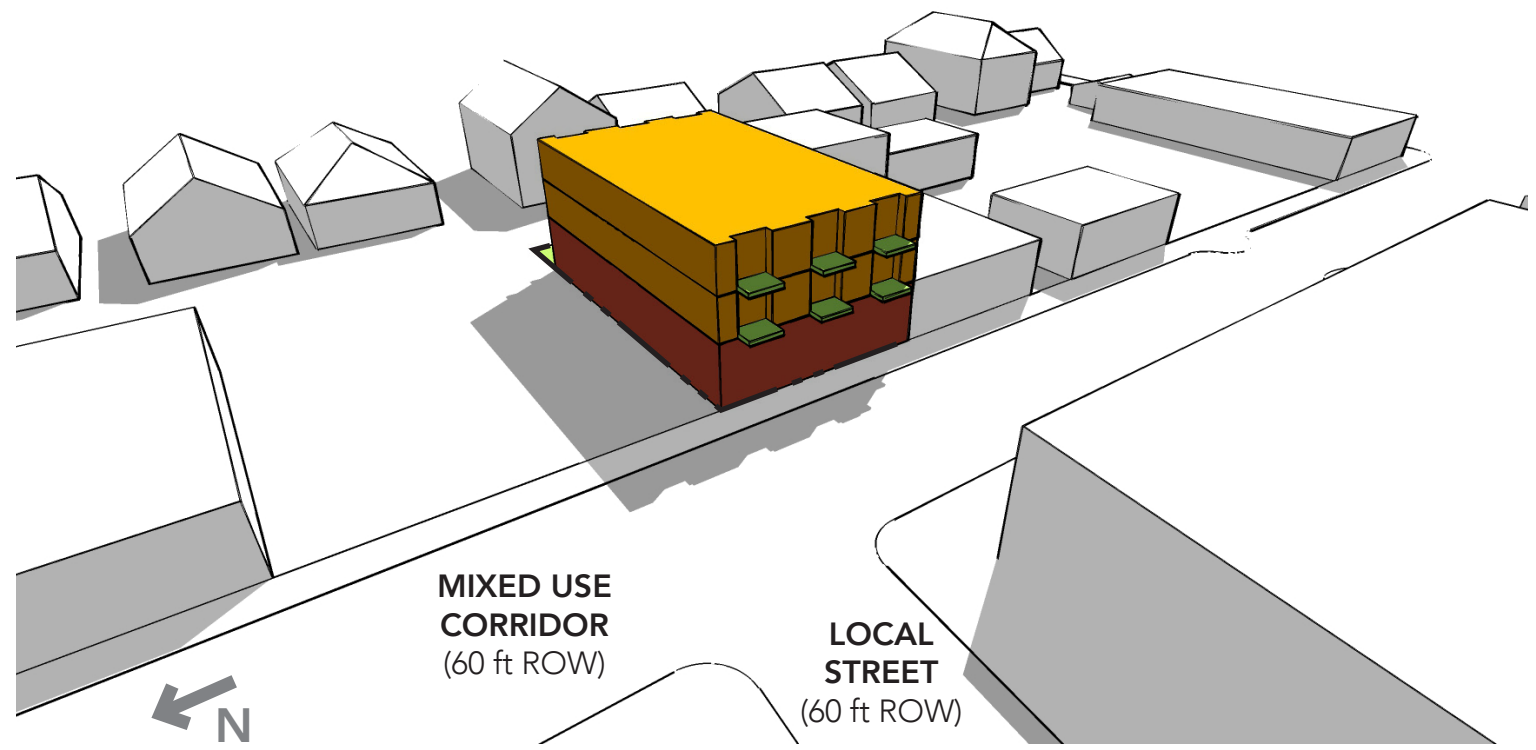 MIXED USE
CORRIDOR
(60 ft ROW)
LOCAL
STREET
(60 ft ROW)
N